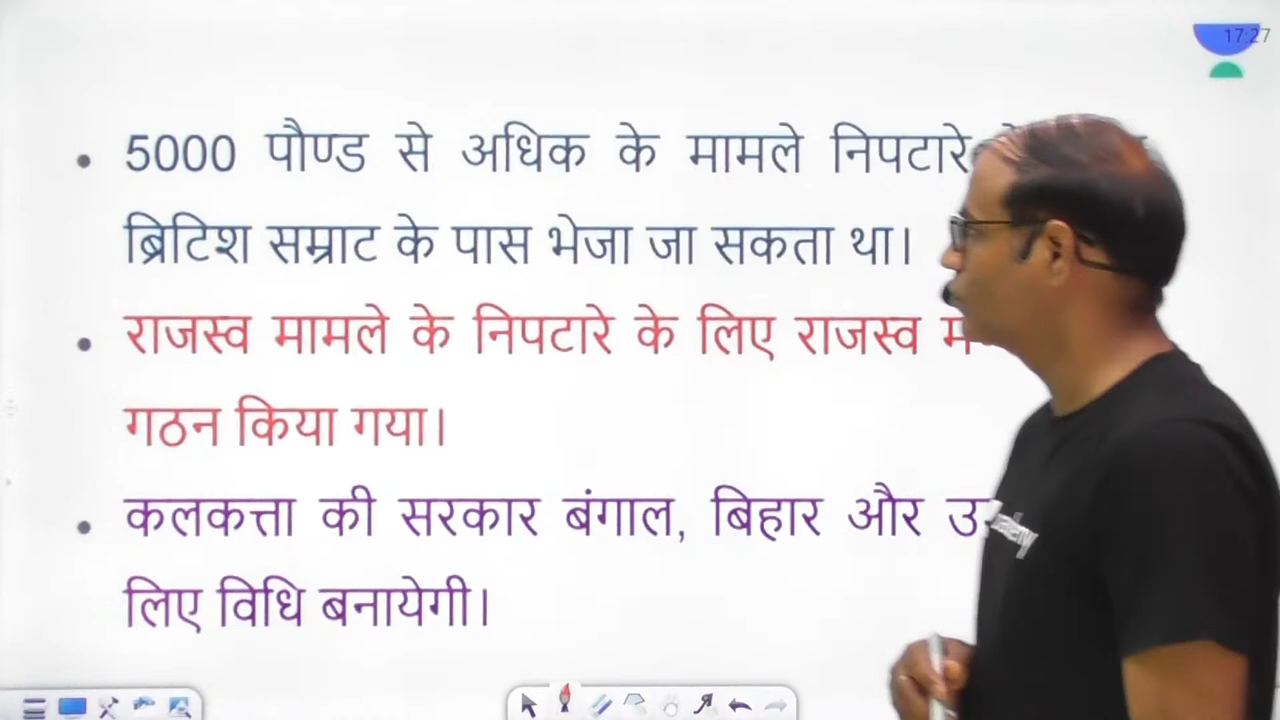 17:27
5000 पौण्ड से अधिक के मामले निपटारे
ब्रिटिश सम्राट के पास भेजा जा सकता था।
राजस्व मामले के निपटारे के लिए राजस्व
गठन किया गया।
कलकत्ता की सरकार बंगाल, बिहार और
लिए विधि बनायेगी।